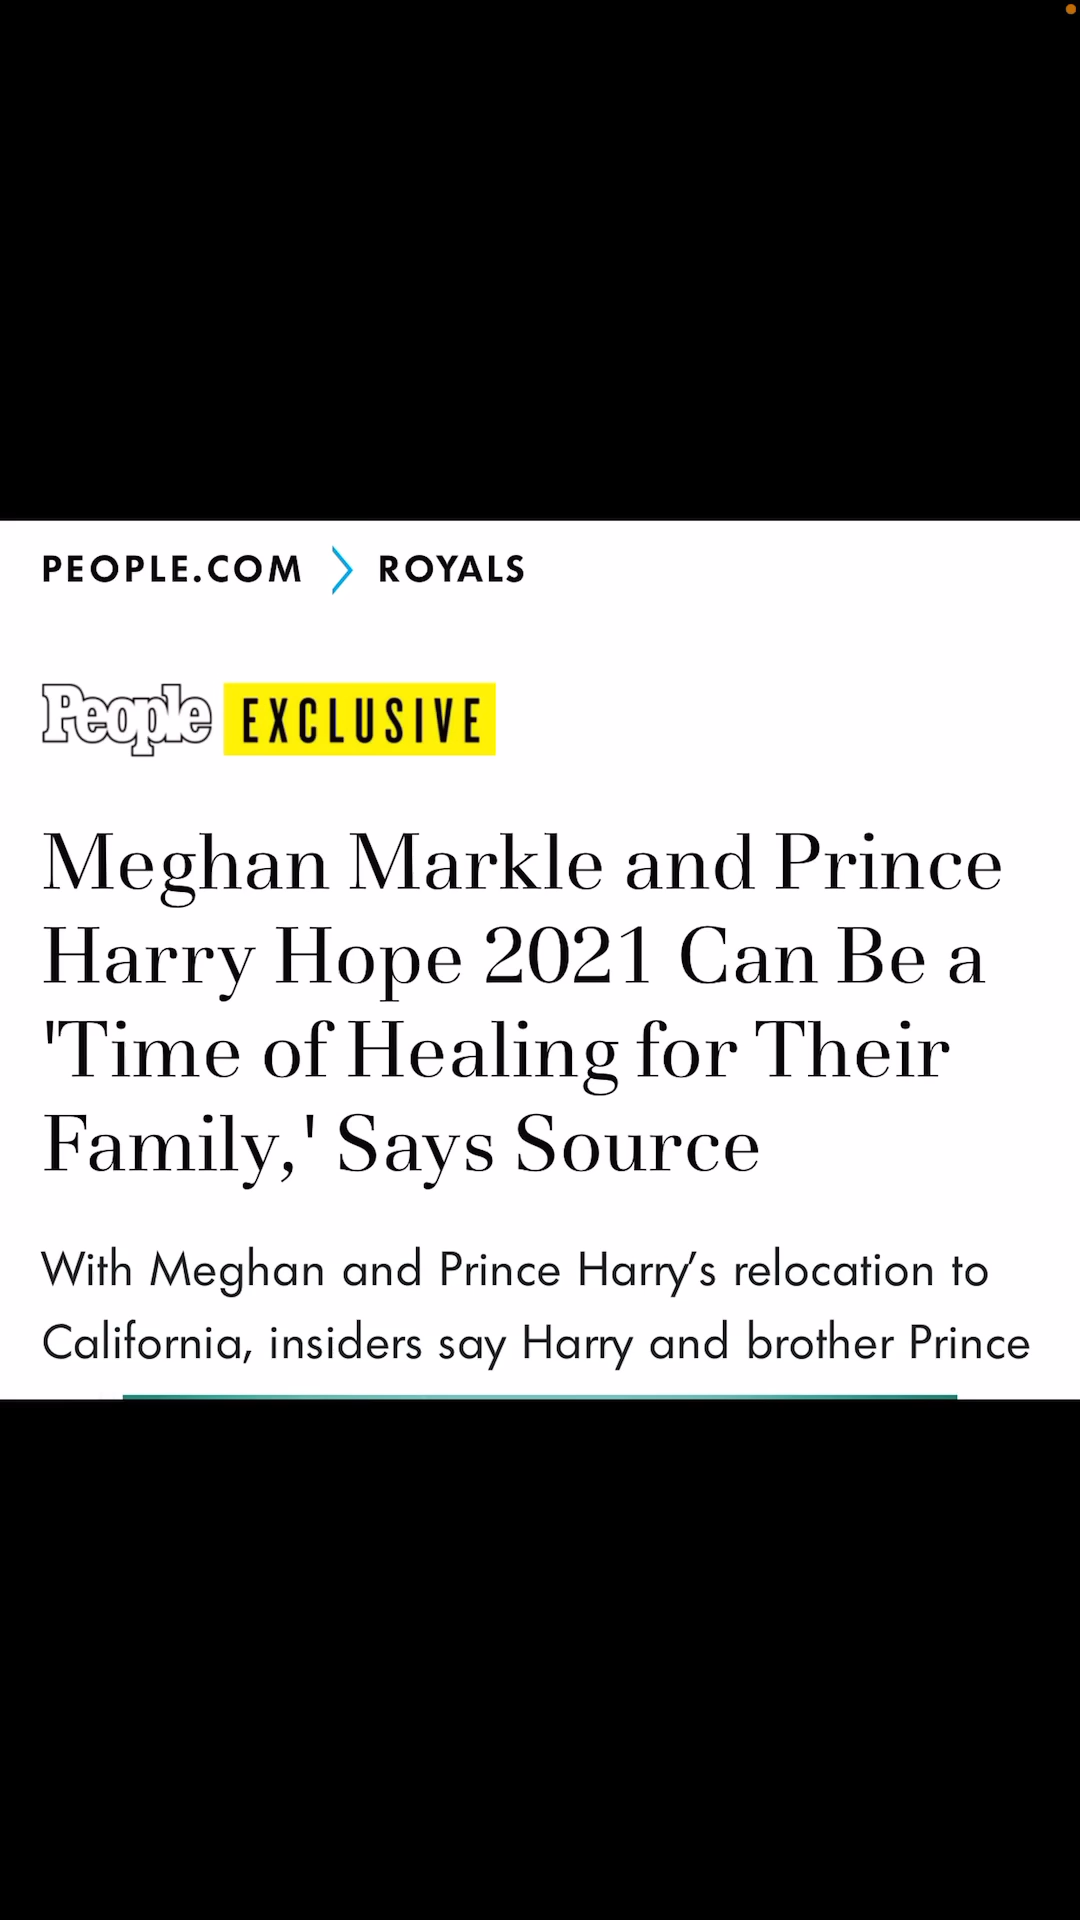 PEOPLE.COM > ROYALS
People EXCLUSIVE
Meghan Markle and Prince
Harry Hope 2021 Can Be a
'Time of Healing for Their
Family,' Says Source
With Meghan and Prince Harry’s relocation to
California, insiders say Harry and brother Prince